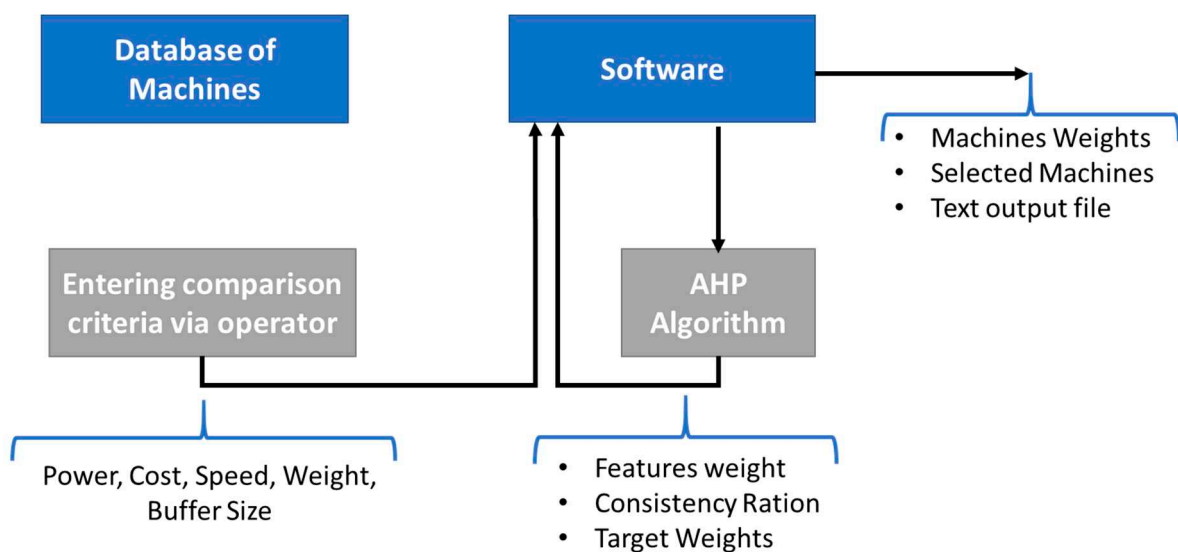 Database of
Machines
Software
• Machines Weights
• Selected Machines
• Text output file
Entering comparison
criteria via operator
AHP
Algorithm
Power, Cost, Speed, Weight,
Buffer Size
• Features weight
• Consistency Ration
• Target Weights